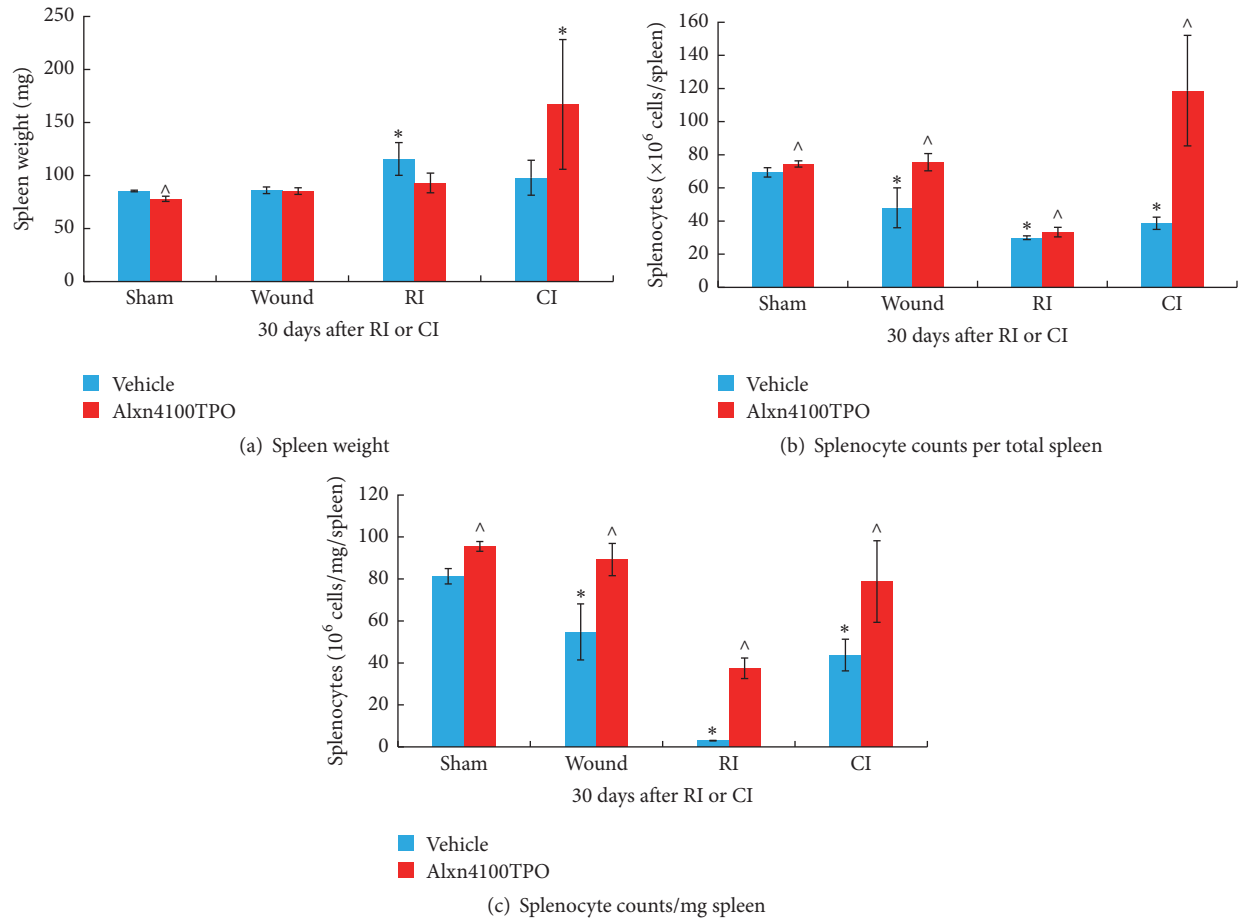 250
200
150
100
50
0
Spleen weight (mg)
^
*
*
Sham Wound RI CI
30 days after RI or CI
Vehicle
Alxn4100TPO
(a) Spleen weight
160
140
120
100
80
60
40
20
0
Splenocytes (×10⁶ cells/spleen)
^
*
^
*
^
*
^
Sham Wound RI CI
30 days after RI or CI
Vehicle
Alxn4100TPO
(b) Splenocyte counts per total spleen
120
100
80
60
40
20
0
Splenocytes (10⁶ cells/mg/spleen)
^
*
^
*
^
*
^
Sham Wound RI CI
30 days after RI or CI
Vehicle
Alxn4100TPO
(c) Splenocyte counts/mg spleen